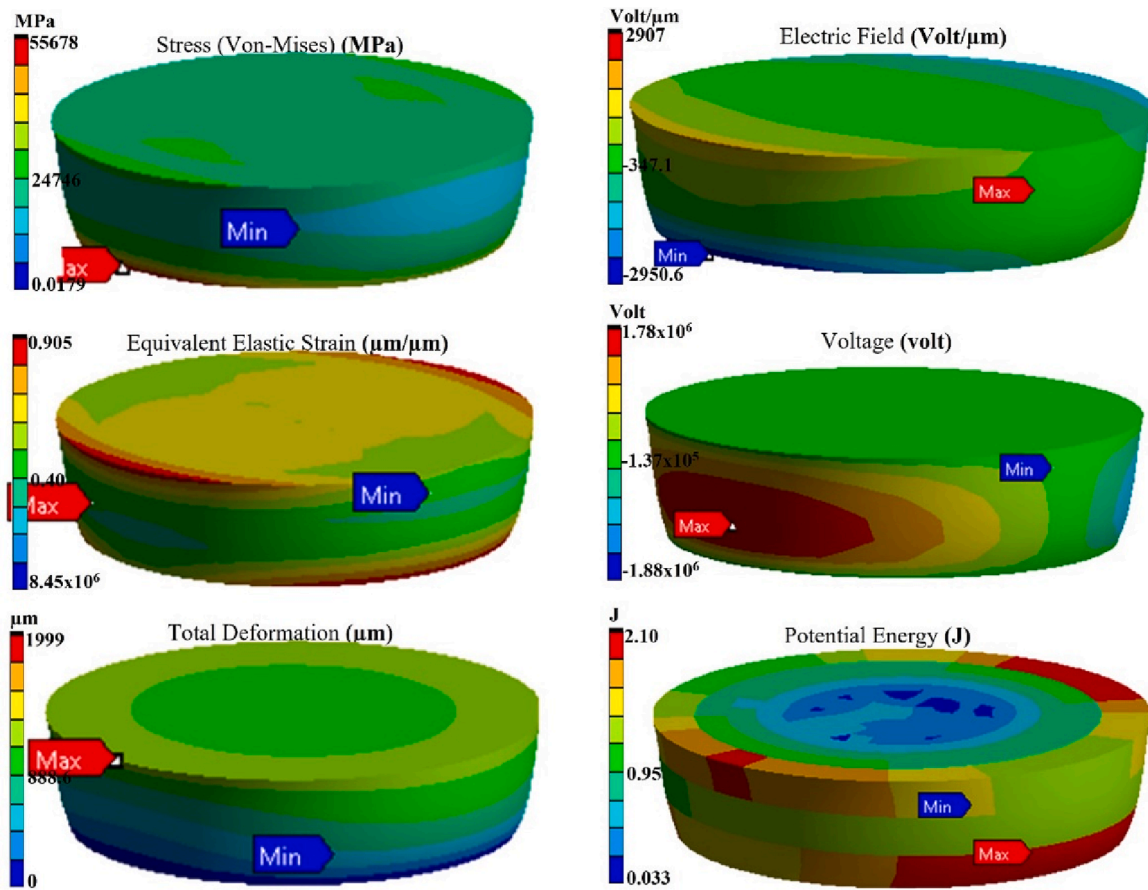 MPa
55678
Stress (Von-Mises) (MPa)
24746
Min
ax
0.0179
Volt/µm
2907
Electric Field (Volt/µm)
-347.1
Max
Min
-2950.6
0.905
Equivalent Elastic Strain (µm/µm)
0.40
Max
Min
8.45x10⁶
Volt
1.78x10⁶
Voltage (volt)
-1.37x10⁵
Min
Max
-1.88x10⁶
µm
1999
Total Deformation (µm)
Max
888.6
Min
0
J
2.10
Potential Energy (J)
0.95
Min
Max
0.033